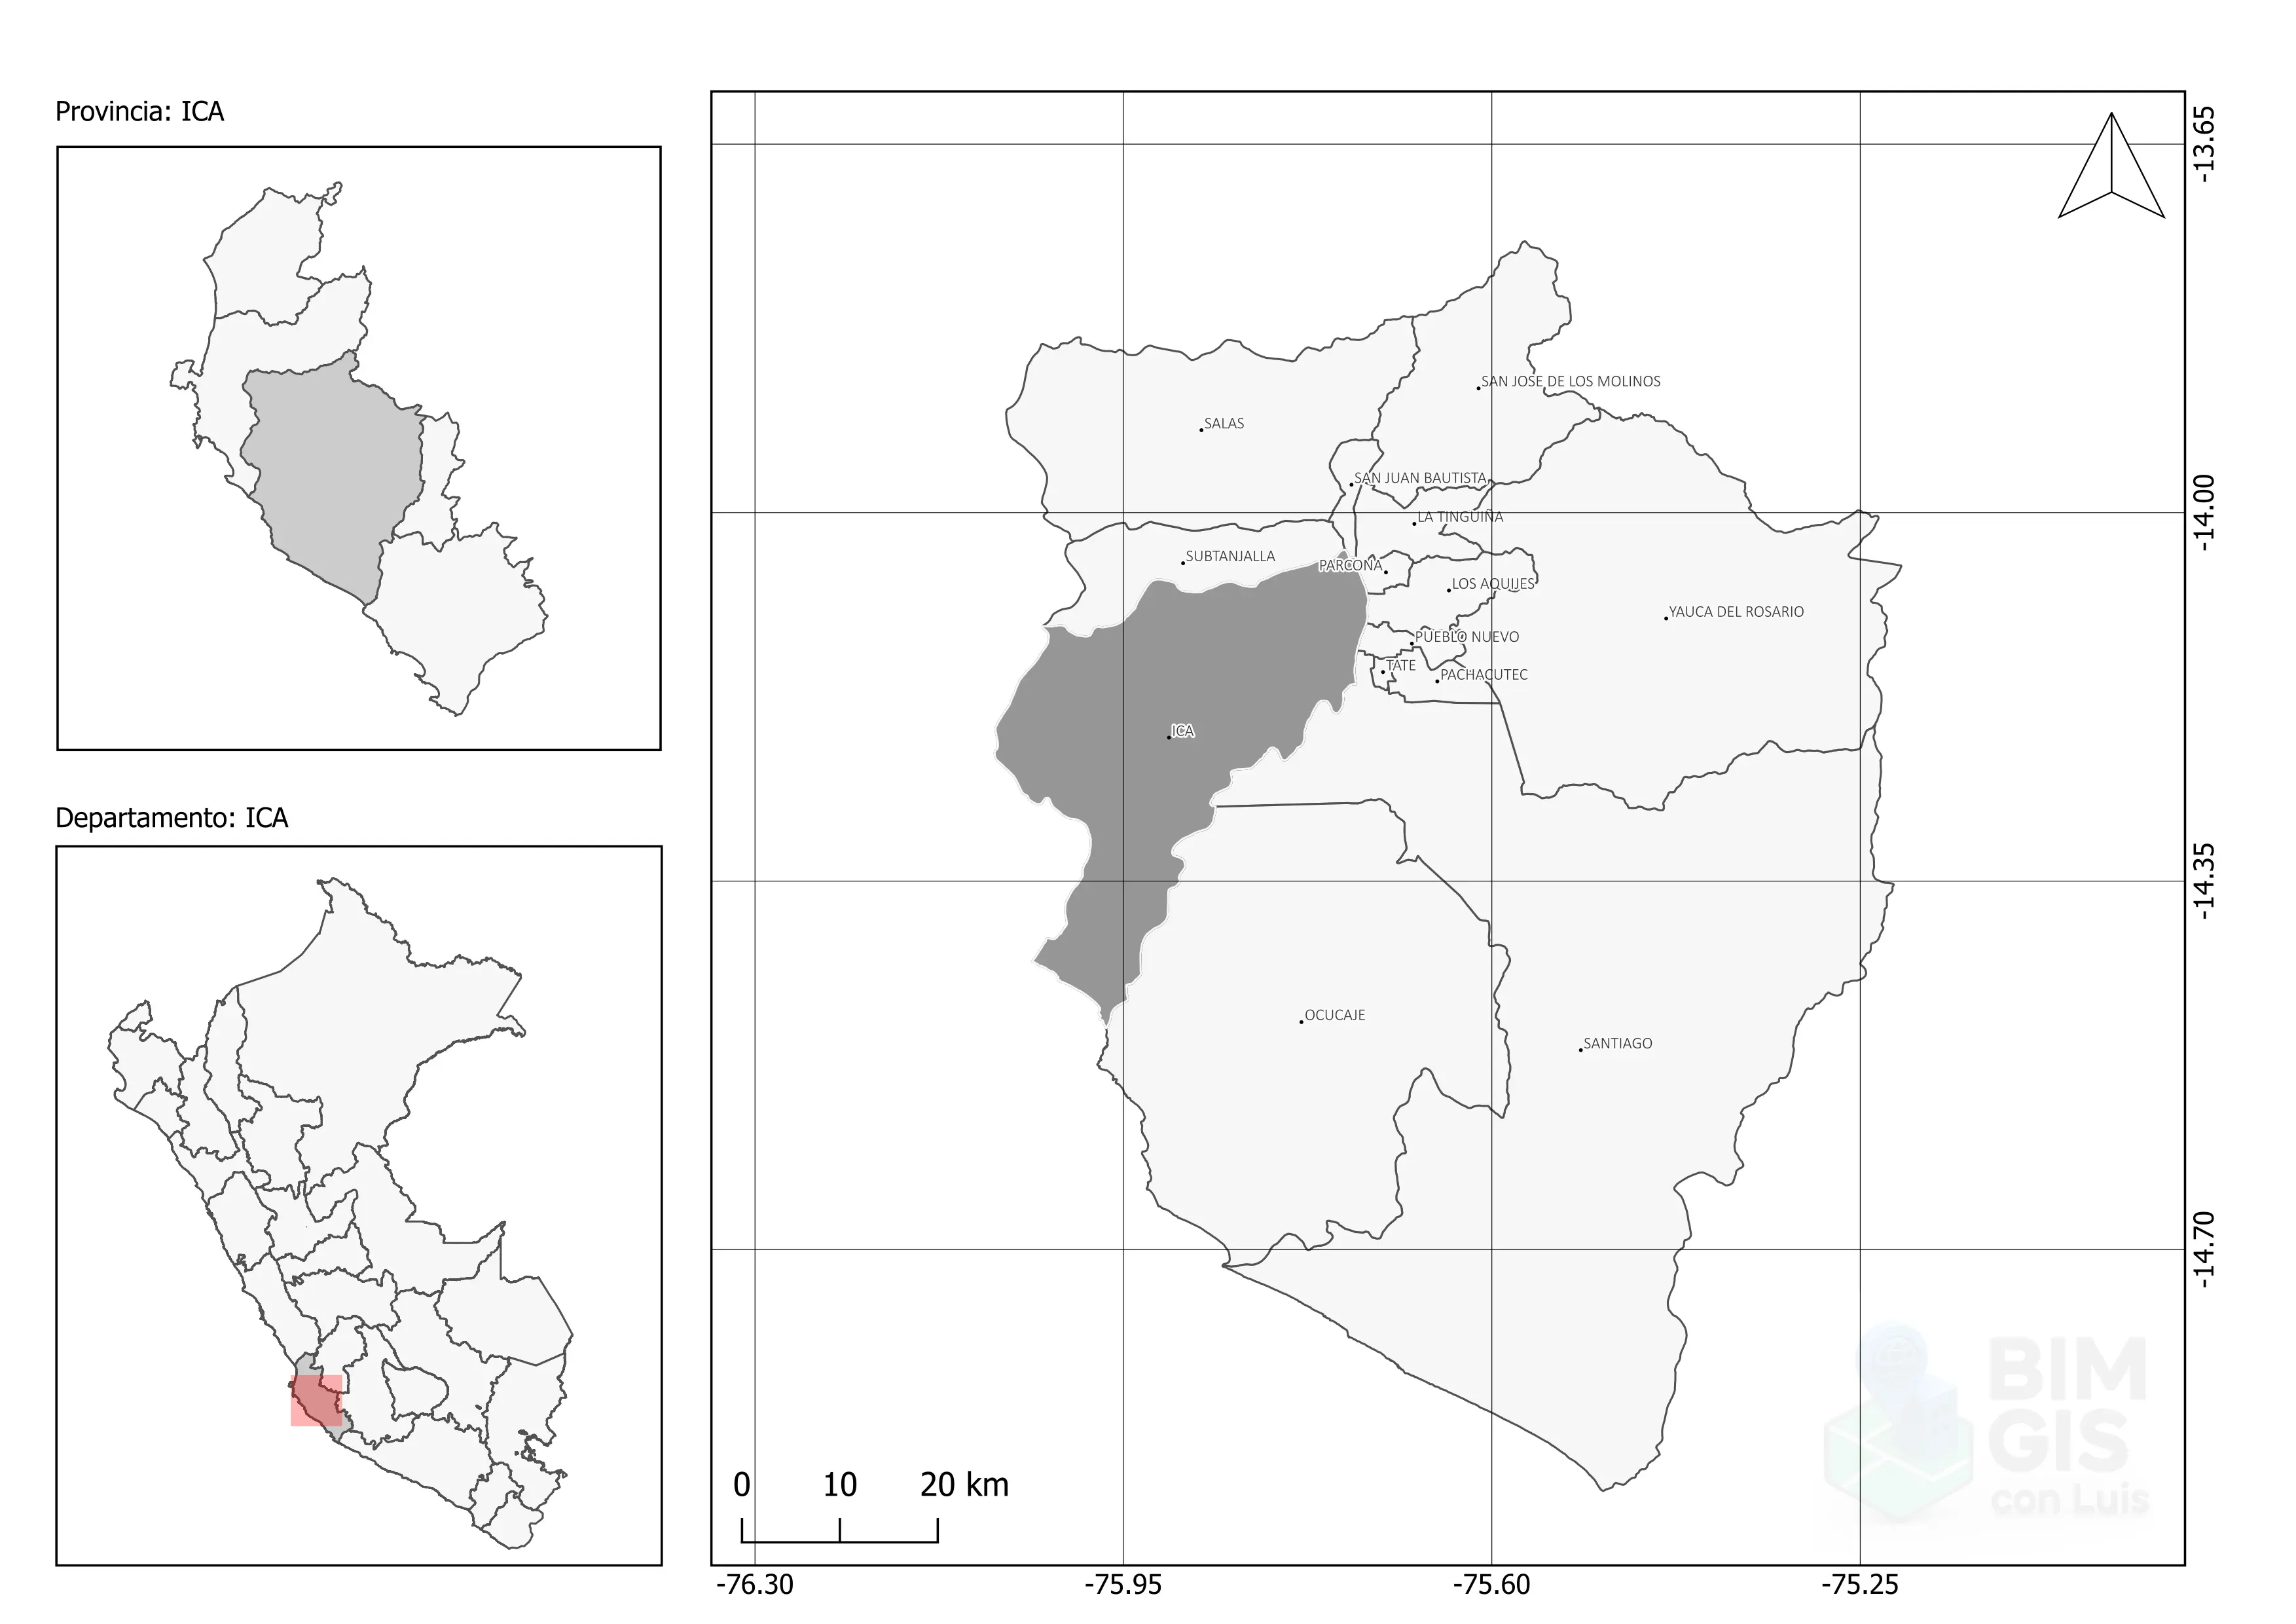 Provincia: ICA
Departamento: ICA
-13.65
-14.00
-14.35
-14.70
SAN JOSE DE LOS MOLINOS
SALAS
SAN JUAN BAUTISTA
LA TINGUIÑA
SUBTANJALLA
PARCONA
LOS AQUIJES
YAUCA DEL ROSARIO
PUEBLO NUEVO
TATE
PACHACUTEC
ICA
OCUCAJE
SANTIAGO
BIM
GIS
con Luis
0 10 20 km
-76.30 -75.95 -75.60 -75.25